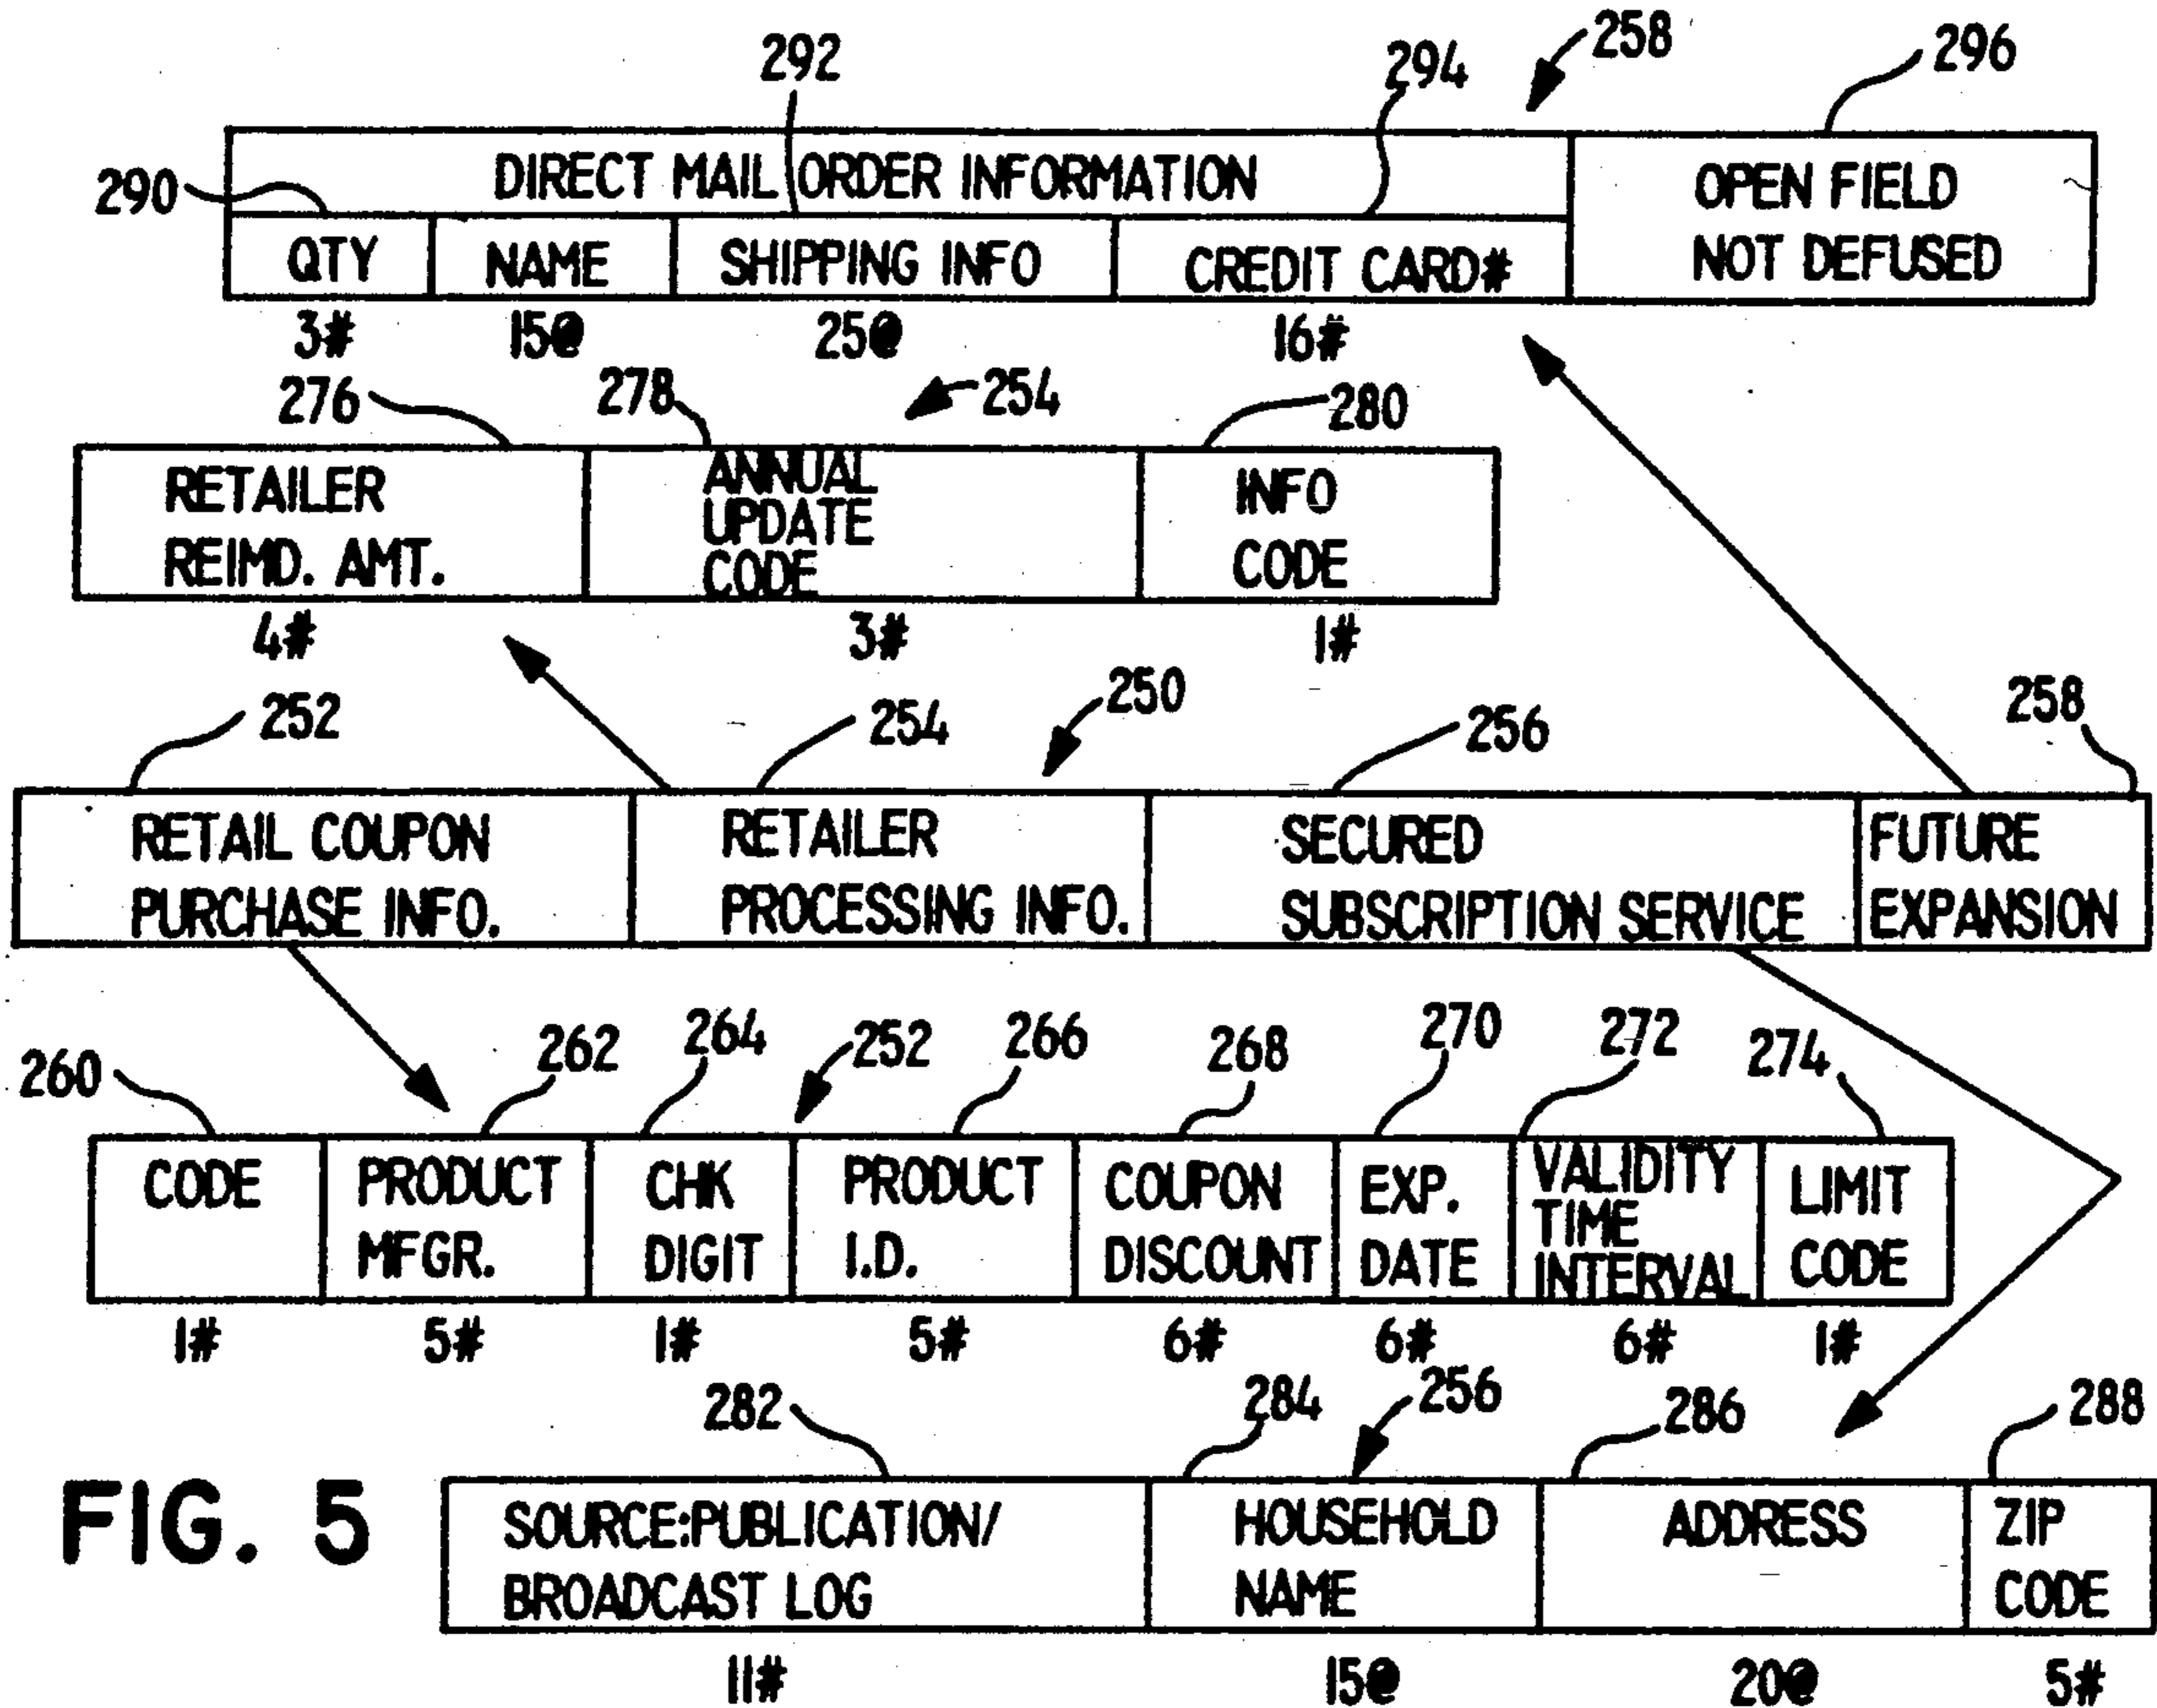 292
294
258
296
290
DIRECT MAIL ORDER INFORMATION
OPEN FIELD
NOT DEFUSED
QTY
NAME
SHIPPING INFO
CREDIT CARD#
3#
15@
25@
16#
276
278
254
280
RETAILER
REIMD. AMT.
ANNUAL
UPDATE
CODE
INFO
CODE
4#
3#
1#
252
254
250
256
258
RETAIL COUPON
PURCHASE INFO.
RETAILER
PROCESSING INFO.
SECURED
SUBSCRIPTION SERVICE
FUTURE
EXPANSION
260
262
264
252
266
268
270
272
274
CODE
PRODUCT
MFGR.
CHK
DIGIT
PRODUCT
I.D.
COUPON
DISCOUNT
EXP.
DATE
VALIDITY
TIME
INTERVAL
LIMIT
CODE
1#
5#
1#
5#
6#
6#
6#
1#
282
284
256
286
288
FIG. 5
SOURCE:PUBLICATION/
BROADCAST LOG
HOUSEHOLD
NAME
ADDRESS
ZIP
CODE
11#
15@
20@
5#